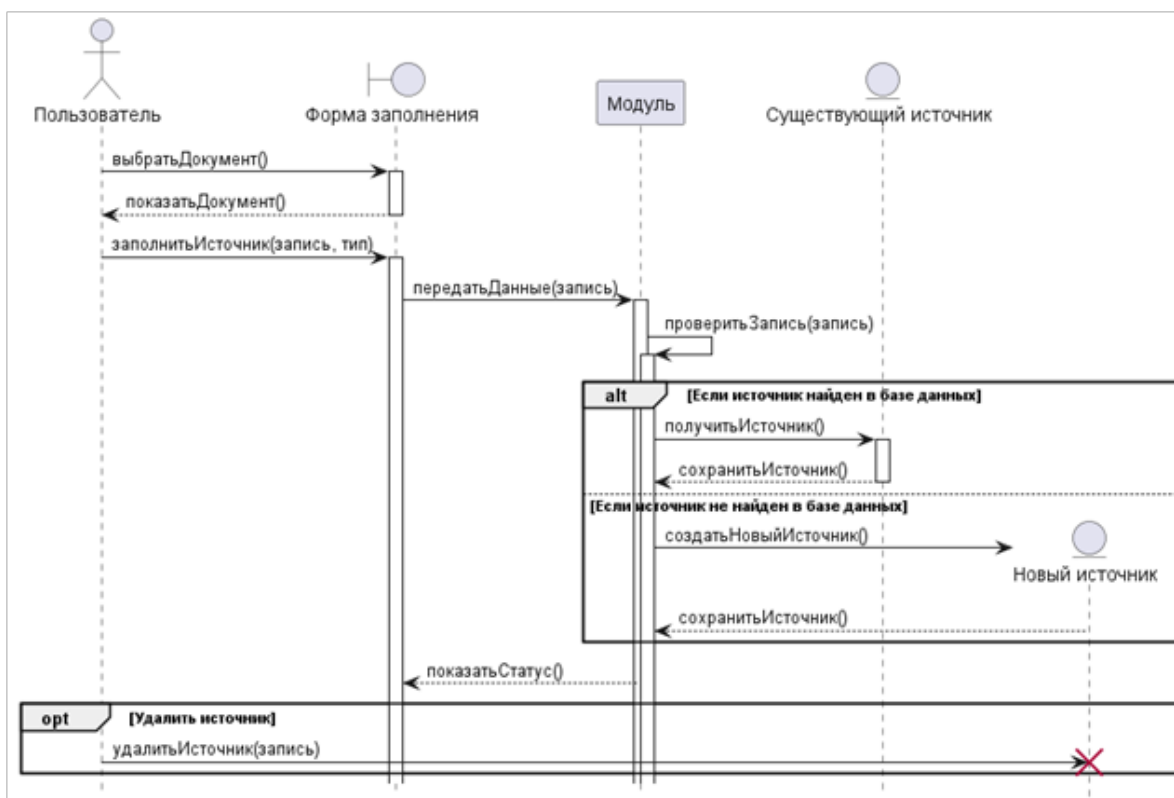 Пользователь
Форма заполнения
Модуль
Существующий источник
выбратьДокумент()
показатьДокумент()
заполнитьИсточник(запись, тип)
передатьДанные(запись)
проверитьЗапись(запись)
alt [Если источник найден в базе данных]
получитьИсточник()
сохранитьИсточник()
[Если источник не найден в базе данных]
создатьНовыйИсточник()
Новый источник
сохранитьИсточник()
показатьСтатус()
opt [Удалить источник]
удалитьИсточник(запись)